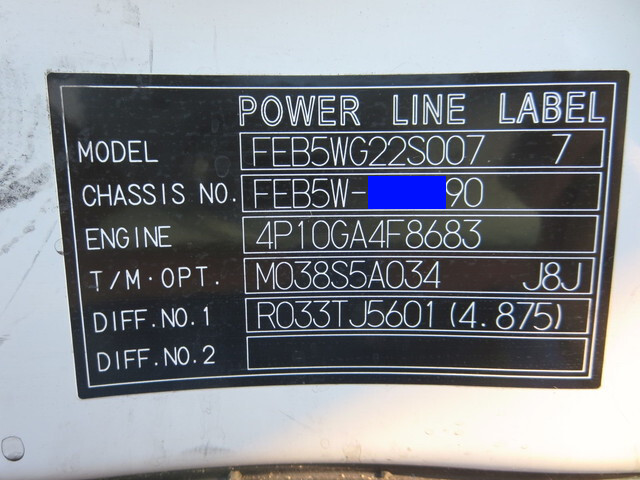 POWER LINE LABEL
MODEL FEB5WG22S007 7
CHASSIS NO. FEB5W- 90
ENGINE 4P10GA4F8683
T/M·OPT. M038S5A034 J8J
DIFF.NO.1 R033TJ5601(4.875)
DIFF.NO.2